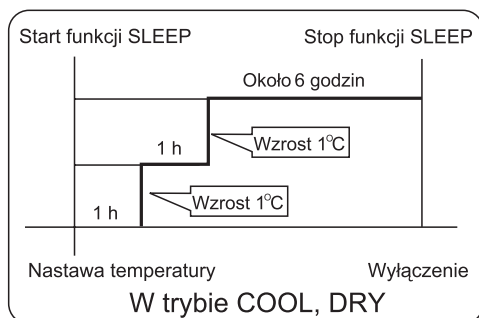 Start funkcji SLEEP
Stop funkcji SLEEP
Około 6 godzin
1 h
Wzrost 1°C
1 h
Wzrost 1°C
Nastawa temperatury
Wyłączenie
W trybie COOL, DRY